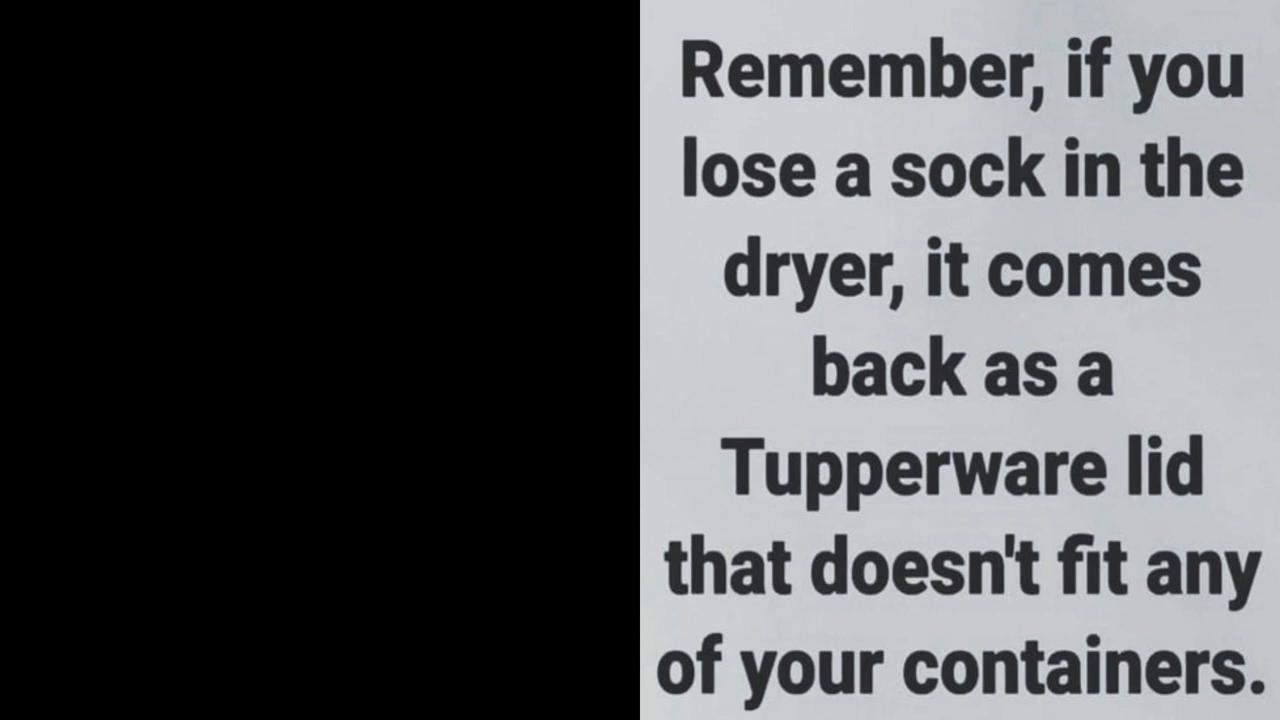 Remember, if you
lose a sock in the
dryer, it comes
back as a
Tupperware lid
that doesn't fit any
of your containers.